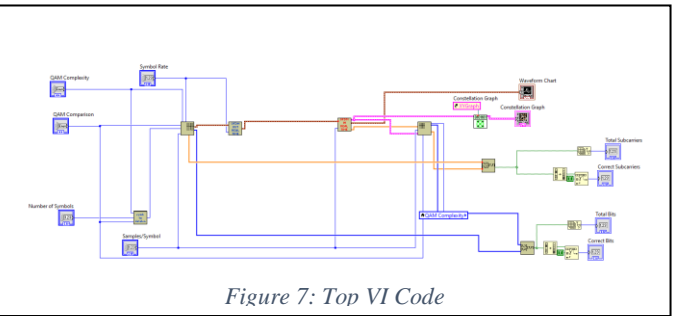 Symbol Rate
QAM Complexity
Waveform Chart
Constellation Graph
Constellation Graph
QAM Comparison
Total Subcarriers
Correct Subcarriers
Number of Symbols
QAM Complexity
Total Bits
Samples/Symbol
Correct Bits
Figure 7: Top VI Code